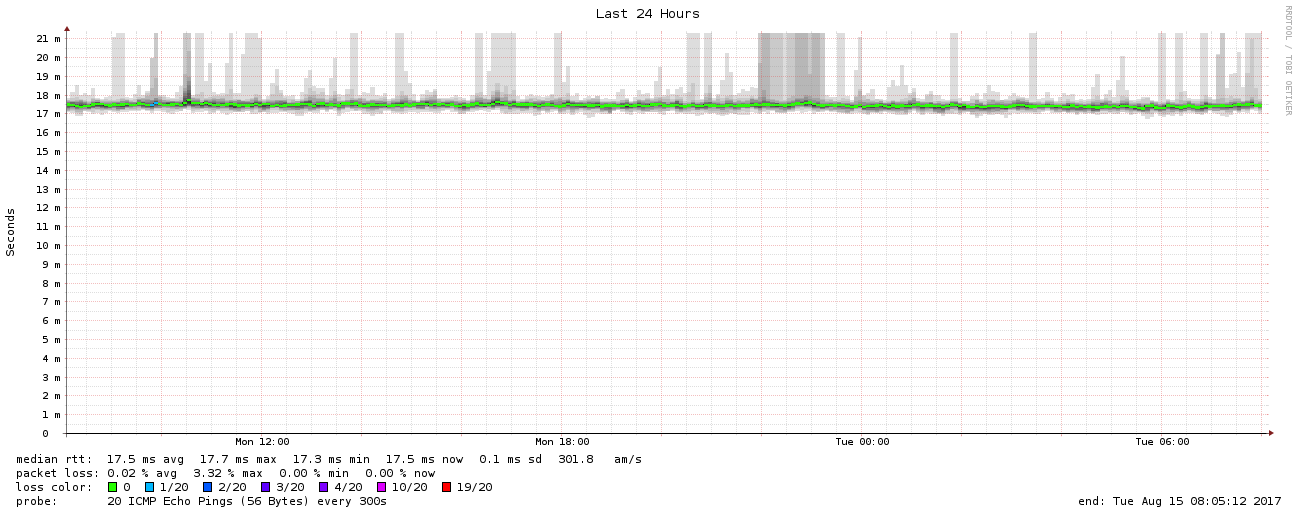 Last 24 Hours
RRDTOOL / TOBI OETIKER
Seconds
21 m
20 m
19 m
18 m
17 m
16 m
15 m
14 m
13 m
12 m
11 m
10 m
9 m
8 m
7 m
6 m
5 m
4 m
3 m
2 m
1 m
0
Mon 12:00 Mon 18:00 Tue 00:00 Tue 06:00
median rtt: 17.5 ms avg 17.7 ms max 17.3 ms min 17.5 ms now 0.1 ms sd 301.8 am/s
packet loss: 0.02 % avg 3.32 % max 0.00 % min 0.00 % now
loss color: 0 1/20 2/20 3/20 4/20 10/20 19/20
probe: 20 ICMP Echo Pings (56 Bytes) every 300s end: Tue Aug 15 08:05:12 2017